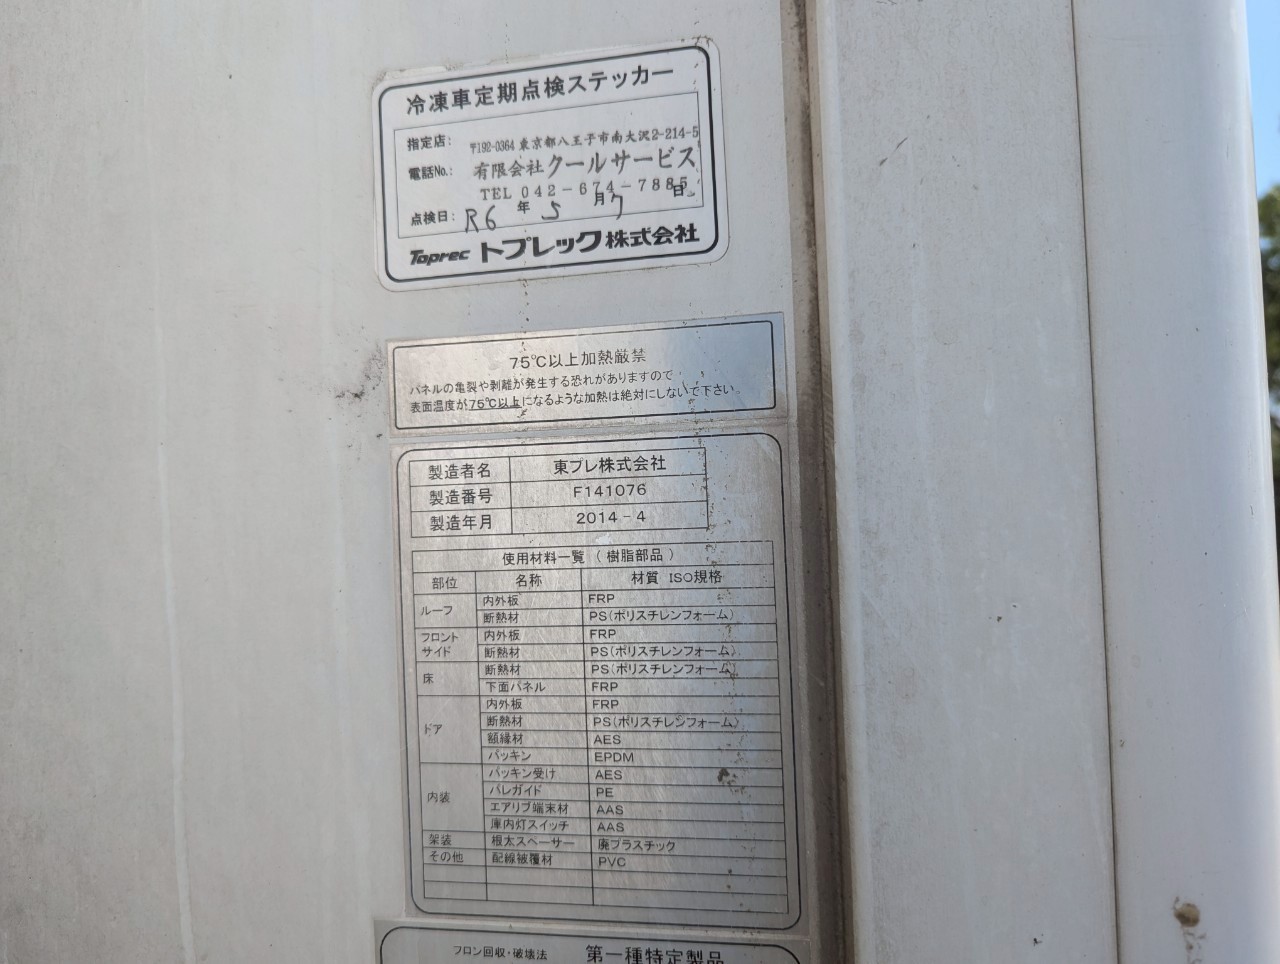 冷凍車定期点検ステッカー
指定店: 〒192-0364 東京都八王子市南大沢2-214-5
電話No.: 有限会社クールサービス
TEL 042-674-7885
点検日: R6年 5月7日
Toprec トプレック株式会社
75℃以上加熱厳禁
パネルの亀裂や剥離が発生する恐れがありますので
表面温度が75℃以上になるような加熱は絶対にしないで下さい。
製造者名 東プレ株式会社
製造番号 F141076
製造年月 2014-4
使用材料一覧(樹脂部品)
部位 名称 材質 ISO規格
ルーフ 内外板 FRP
断熱材 PS(ポリスチレンフォーム)
フロント サイド 内外板 FRP
断熱材 PS(ポリスチレンフォーム)
床 断熱材 PS(ポリスチレンフォーム)
下面パネル FRP
ドア 内外板 FRP
断熱材 PS(ポリスチレンフォーム)
額縁材 AES
パッキン EPDM
内装 パッキン受け AES
パレガイド PE
エアリブ端末材 AAS
庫内灯スイッチ AAS
架装 根太スペーサー 廃プラスチック
その他 配線被覆材 PVC
フロン回収・破壊法 第一種特定製品